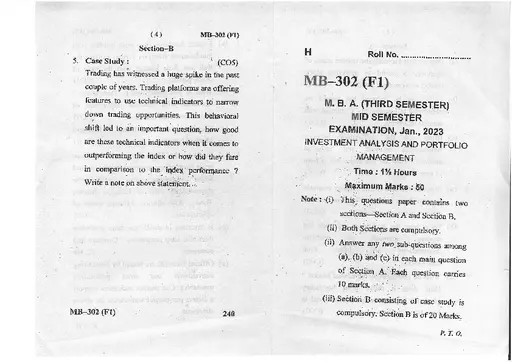 ( 4 ) MB-302 (F1)
Section-B
5. Case Study : (CO5)
Trading has witnessed a huge spike in the past
couple of years. Trading platforms are offering
features to use technical indicators to narrow
down trading opportunities. This behavioral
shift led to an important question, how good
are these technical indicators when it comes to
outperforming the index or how did they fare
in comparison to the index performance ?
Write a note on above statement.
MB-302 (F1) 240
H Roll No. ..............................
MB-302 (F1)
M. B. A. (THIRD SEMESTER)
MID SEMESTER
EXAMINATION, Jan., 2023
INVESTMENT ANALYSIS AND PORTFOLIO
MANAGEMENT
Time : 1½ Hours
Maximum Marks : 50
Note : (i) This questions paper contains two
sections—Section A and Section B.
(ii) Both Sections are compulsory.
(ii) Answer any two sub-questions among
(a), (b) and (c) in each main question
of Section A. Each question carries
10 marks.
(iii) Section B consisting of case study is
compulsory. Section B is of 20 Marks.
P. T. O.